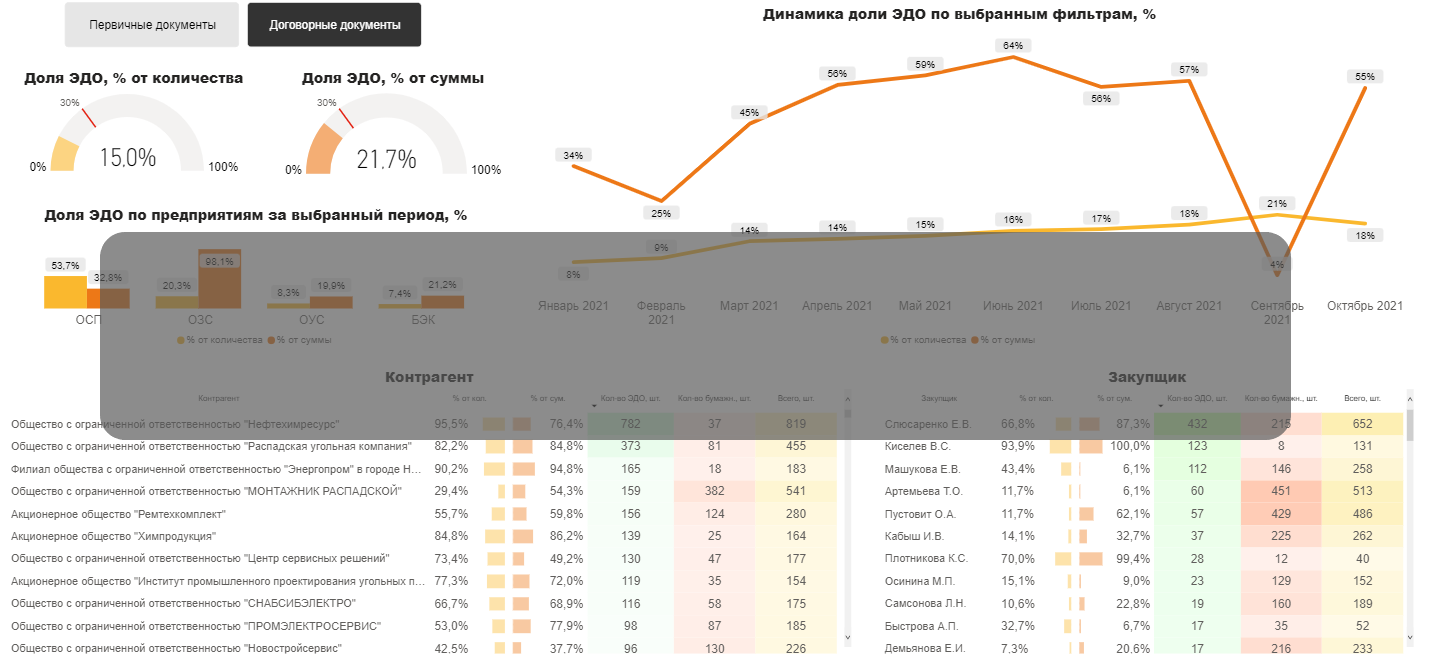 Первичные документы
Договорные документы
Динамика доли ЭДО по выбранным фильтрам, %
Доля ЭДО, % от количества
Доля ЭДО, % от суммы
30%
0%
15,0%
100%
30%
0%
21,7%
100%
34%
25%
45%
56%
59%
64%
56%
57%
4%
55%
8%
9%
14%
14%
15%
16%
17%
18%
21%
18%
Январь 2021
Февраль
2021
Март 2021
Апрель 2021
Май 2021
Июнь 2021
Июль 2021
Август 2021
Сентябрь
2021
Октябрь 2021
% от количества
% от суммы
Доля ЭДО по предприятиям за выбранный период, %
53,7%
32,8%
20,3%
98,1%
8,3%
19,9%
7,4%
21,2%
ОСП
ОЗС
ОУС
БЭК
% от количества
% от суммы
Контрагент
Контрагент % от кол. % от сум. Кол-во ЭДО, шт. Кол-во бумажн., шт. Всего, шт.
Общество с ограниченной ответственностью "Нефтехимресурс" 95,5% 76,4% 782 37 819
Общество с ограниченной ответственностью "Распадская угольная компания" 82,2% 84,8% 373 81 455
Филиал общества с ограниченной ответственностью "Энергопром" в городе Н... 90,2% 94,8% 165 18 183
Общество с ограниченной ответственностью "МОНТАЖНИК РАСПАДСКОЙ" 29,4% 54,3% 159 382 541
Акционерное общество "Ремтехкомплект" 55,7% 59,8% 156 124 280
Акционерное общество "Химпродукция" 84,8% 86,2% 139 25 164
Общество с ограниченной ответственностью "Центр сервисных решений" 73,4% 49,2% 130 47 177
Акционерное общество "Институт промышленного проектирования угольных п... 77,3% 72,0% 119 35 154
Общество с ограниченной ответственностью "СНАБСИБЭЛЕКТРО" 66,7% 68,9% 116 58 175
Общество с ограниченной ответственностью "ПРОМЭЛЕКТРОСЕРВИС" 53,0% 77,9% 98 87 185
Общество с ограниченной ответственностью "Новостройсервис" 42,5% 37,7% 96 130 226
Закупщик
Закупщик % от кол. % от сум. Кол-во ЭДО, шт. Кол-во бумажн., шт. Всего, шт.
Слюсаренко Е.В. 66,8% 87,3% 432 215 652
Киселев В.С. 93,9% 100,0% 123 8 131
Машукова Е.В. 43,4% 6,1% 112 146 258
Артемьева Т.О. 11,7% 6,1% 60 451 513
Пустовит О.А. 11,7% 62,1% 57 429 486
Кабыш И.В. 14,1% 32,7% 37 225 262
Плотникова К.С. 70,0% 99,4% 28 12 40
Осинина М.П. 15,1% 9,0% 23 129 152
Самсонова Л.Н. 10,6% 22,8% 19 160 189
Быстрова А.П. 32,7% 6,7% 17 35 52
Демьянова Е.И. 7,3% 20,6% 17 216 233